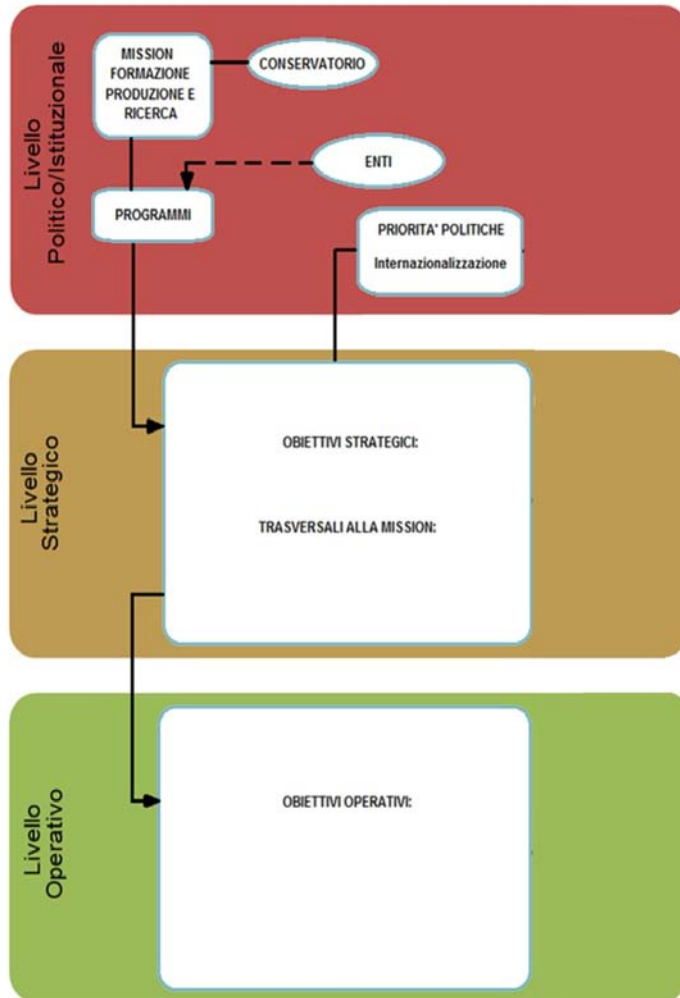 Livello
Politico/Istituzionale
MISSION
FORMAZIONE
PRODUZIONE E
RICERCA
CONSERVATORIO
ENTI
PROGRAMMI
PRIORITA' POLITICHE
Internazionalizzazione
Livello
Strategico
OBIETTIVI STRATEGICI:
TRASVERSALI ALLA MISSION:
Livello
Operativo
OBIETTIVI OPERATIVI: